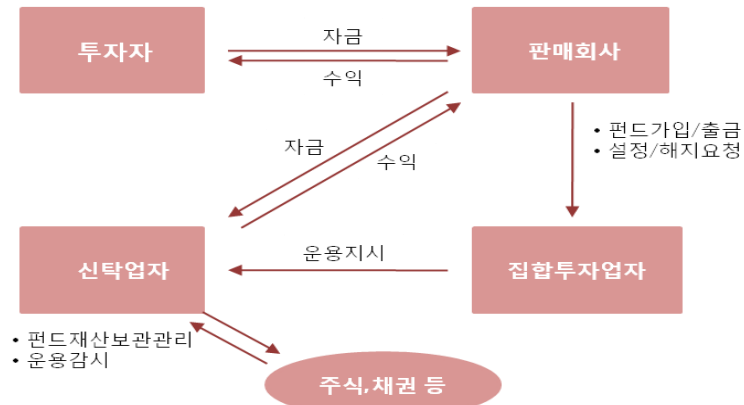 투자자
자금
수익
판매회사
• 펀드가입/출금
• 설정/해지요청
자금
수익
신탁업자
운용지시
집합투자업자
• 펀드재산보관관리
• 운용감시
주식,채권 등